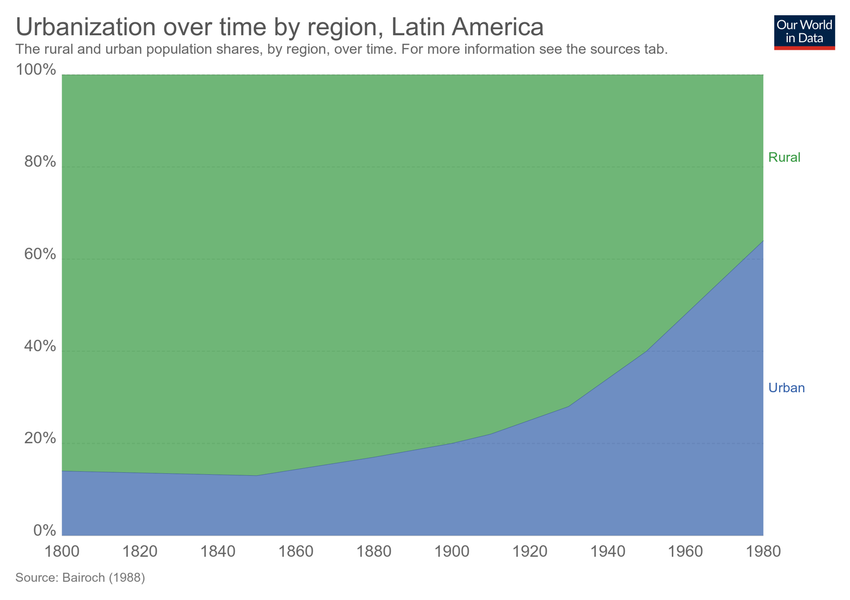 Urbanization over time by region, Latin America
The rural and urban population shares, by region, over time. For more information see the sources tab.
Our World
in Data
100%
80%
60%
40%
20%
0%
Rural
Urban
1800 1820 1840 1860 1880 1900 1920 1940 1960 1980
Source: Bairoch (1988)